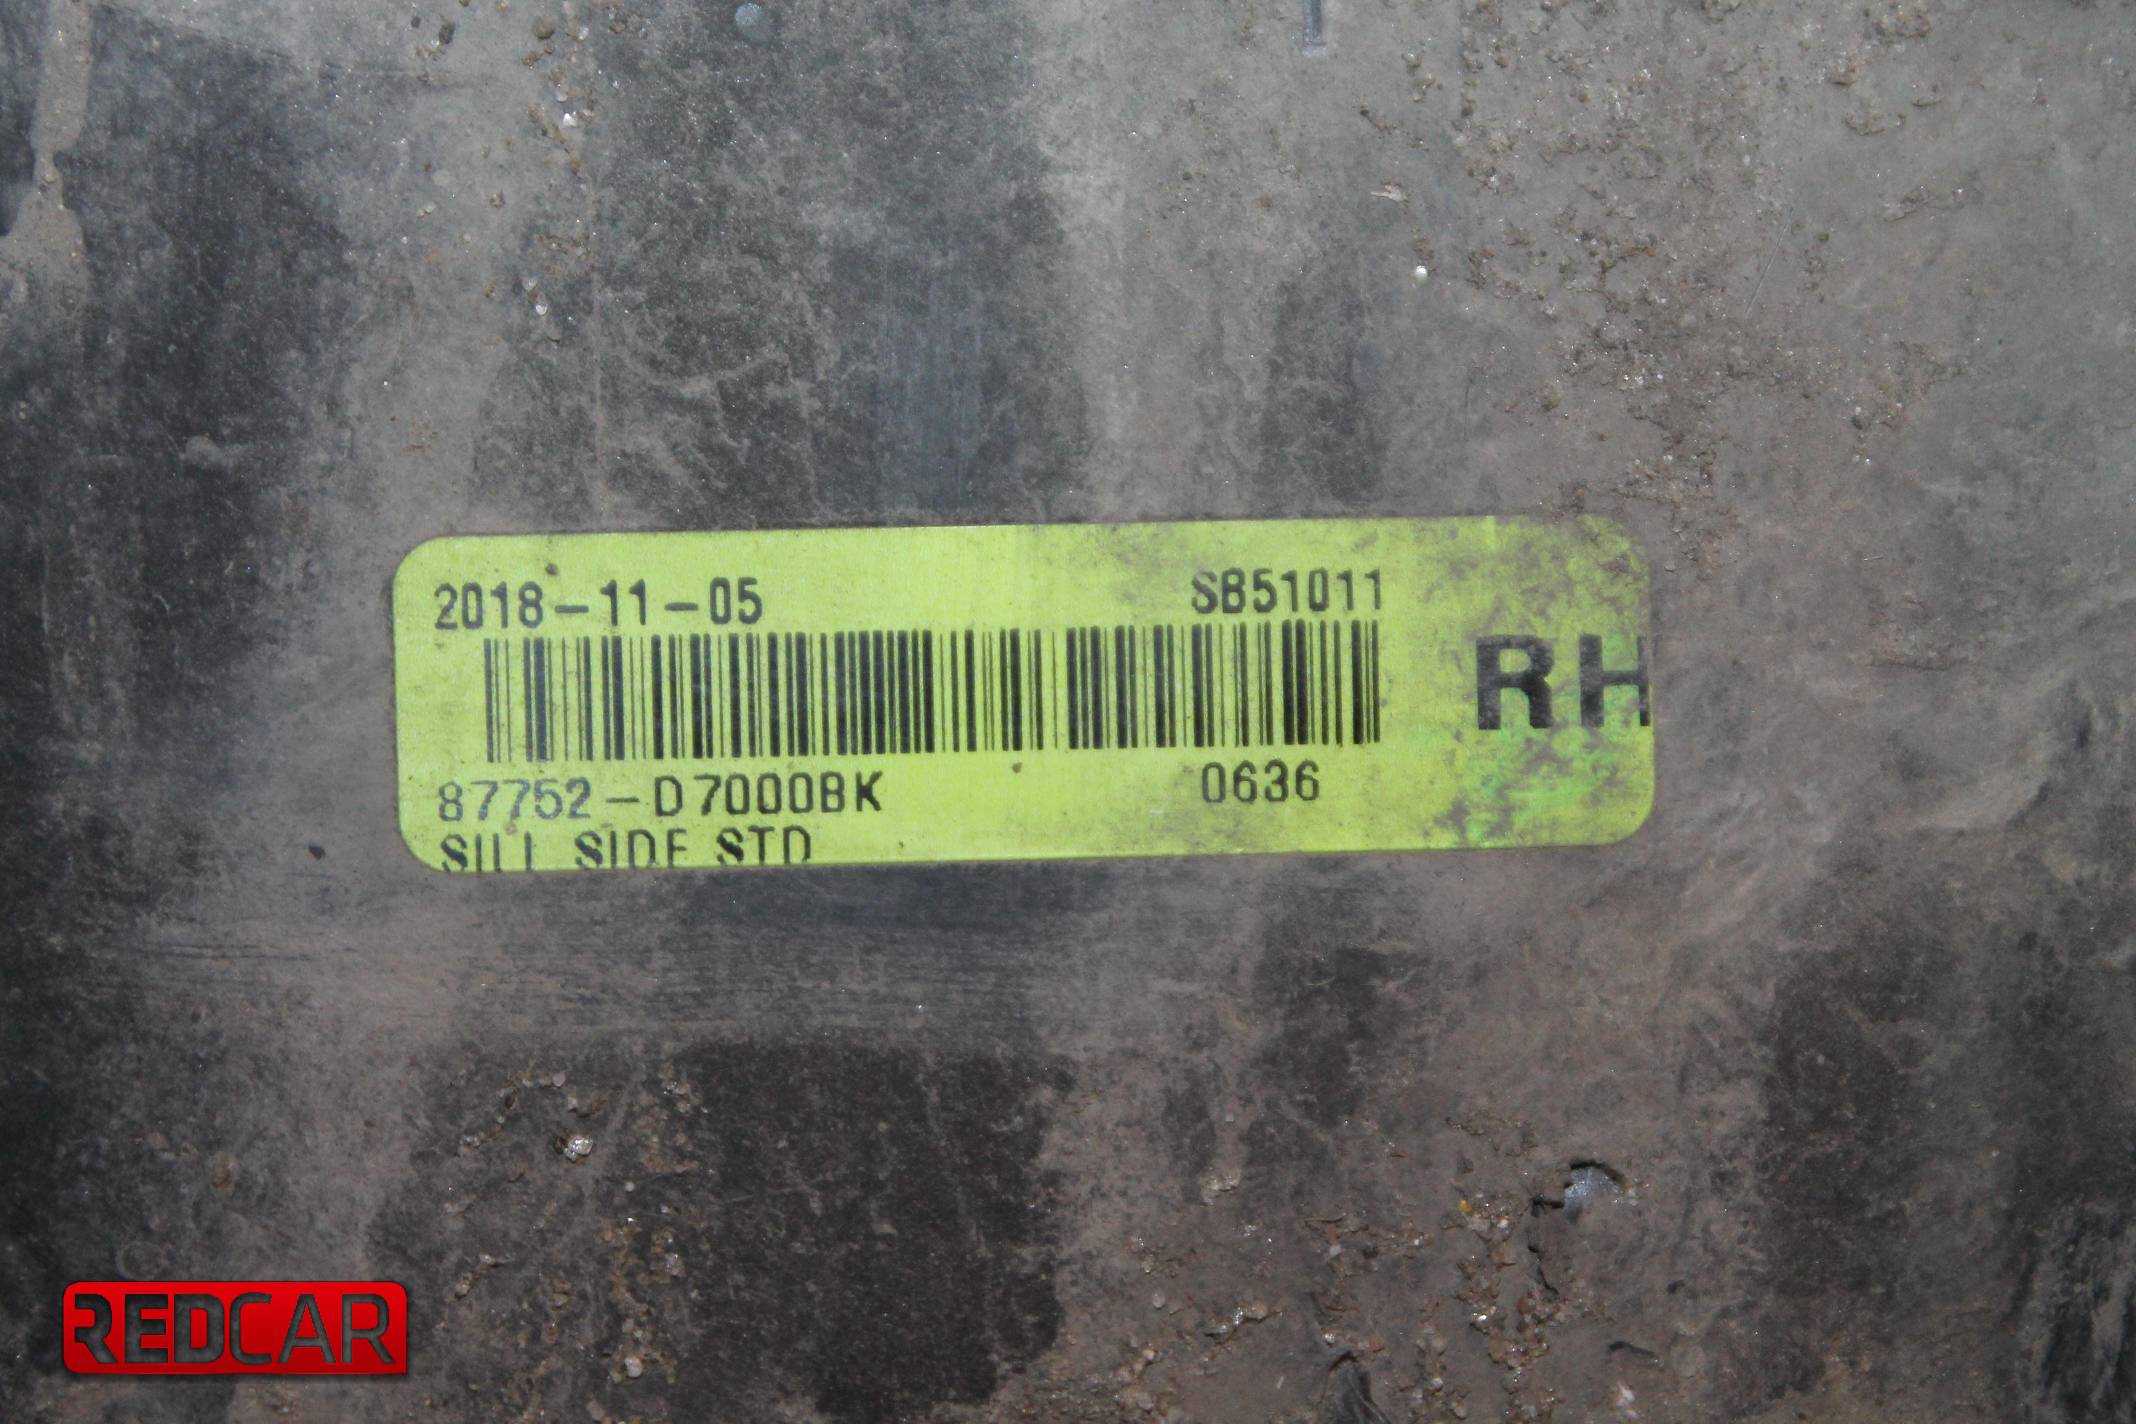 2018-11-05 SB51011
RH
87752-D7000BK 0636
SILL SIDE STD
REDCAR